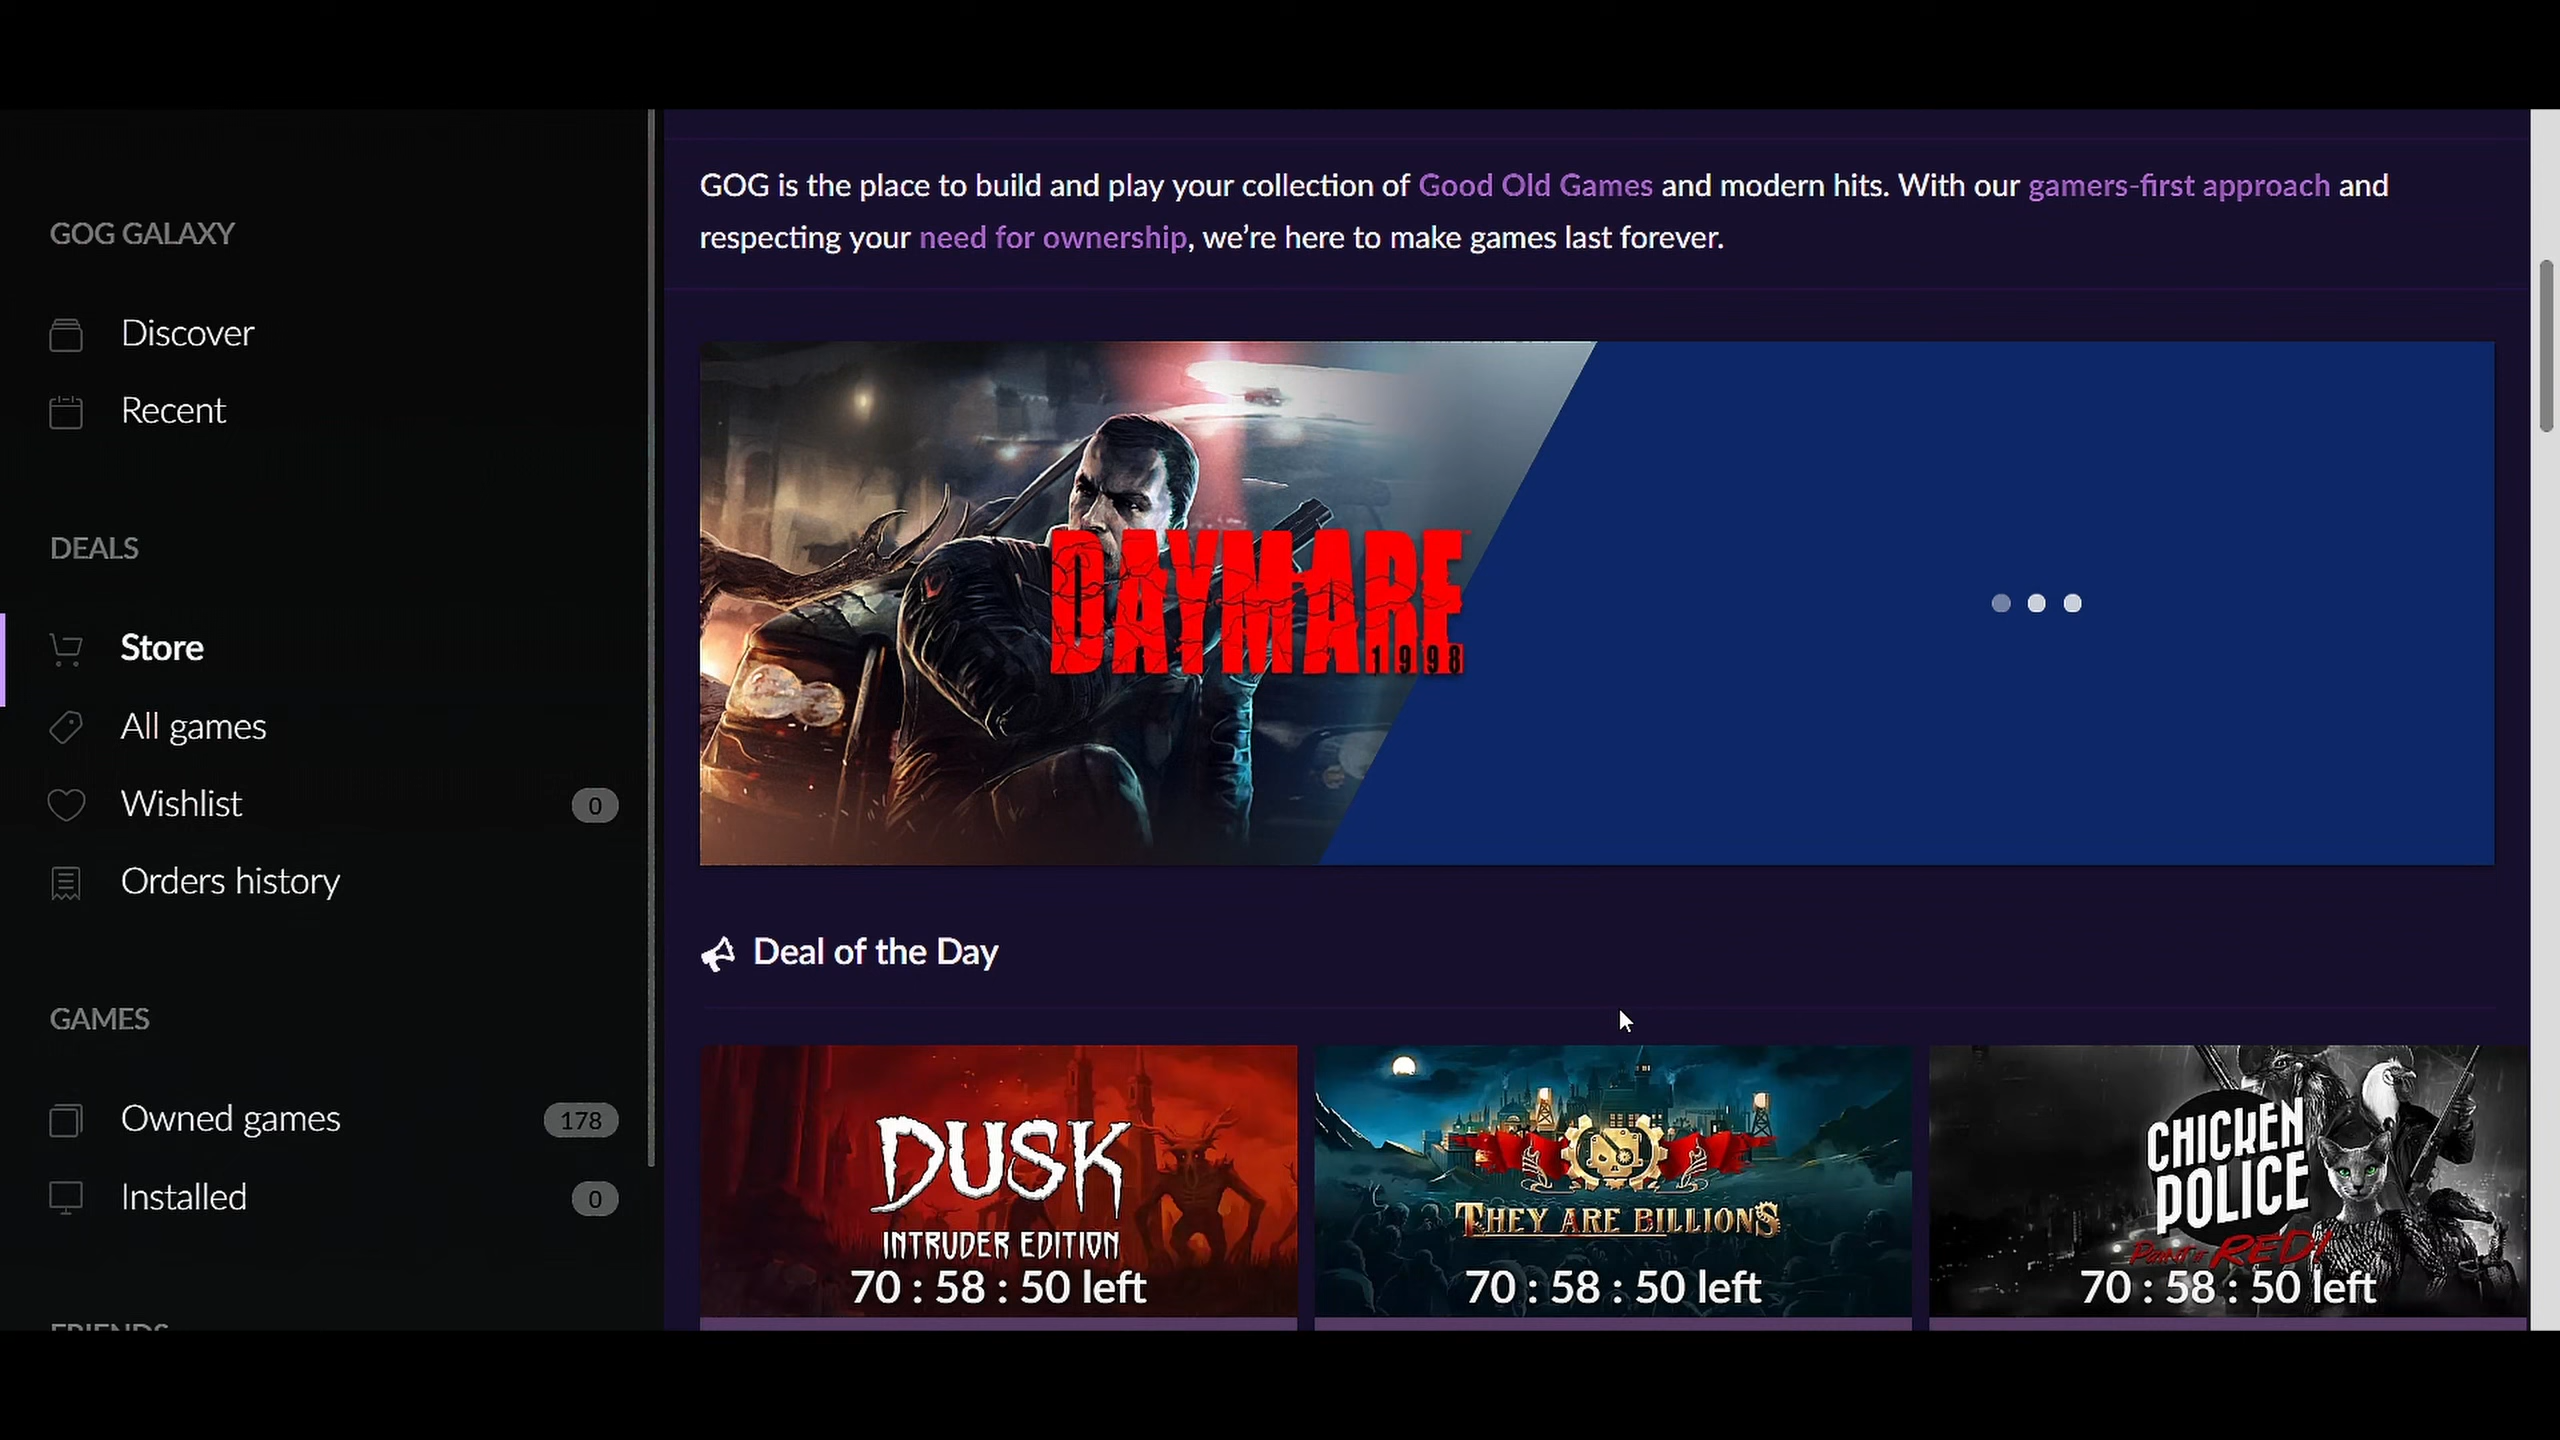 GOG GALAXY
Discover
Recent
DEALS
Store
All games
Wishlist 0
Orders history
GAMES
Owned games 178
Installed 0
FRIENDS
GOG is the place to build and play your collection of Good Old Games and modern hits. With our gamers-first approach and
respecting your need for ownership, we’re here to make games last forever.
DAYMARE
1998
Deal of the Day
DUSK
INTRUDER EDITION
70 : 58 : 50 left
THEY ARE BILLIONS
70 : 58 : 50 left
CHICKEN
POLICE
Paint it RED!
70 : 58 : 50 left